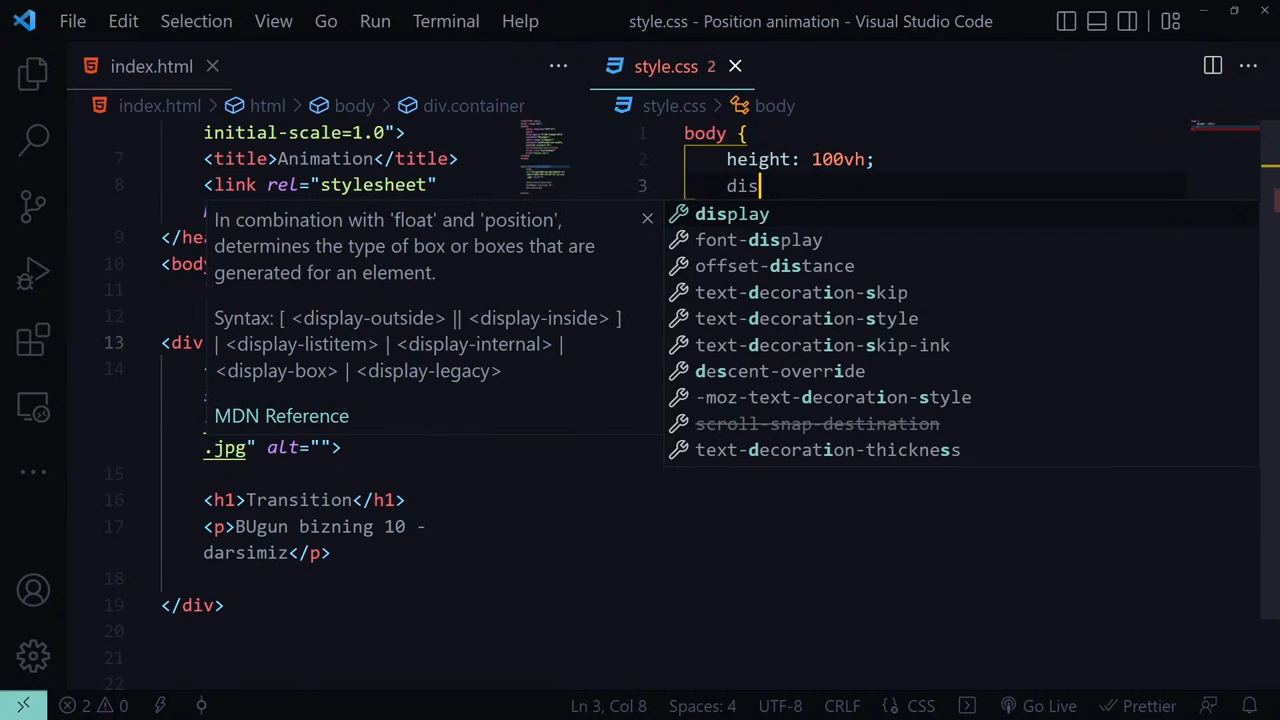 File Edit Selection View Go Run Terminal Help style.css - Position animation - Visual Studio Code
index.html
index.html > html > body > div.container
initial-scale=1.0">
7 <title>Animation</title>
8 <link rel="stylesheet"
9 </hea
10 <body
11
12
13 <div
14
.jpg" alt="">
15
16 <h1>Transition</h1>
17 <p>BUgun bizning 10 -
darsimiz</p>
18
19 </div>
20
21
22
In combination with 'float' and 'position',
determines the type of box or boxes that are
generated for an element.
Syntax: [ <display-outside> || <display-inside> ]
| <display-listitem> | <display-internal> |
<display-box> | <display-legacy>
MDN Reference
style.css 2
style.css > body
1 body {
2 height: 100vh;
3 dis
display
font-display
offset-distance
text-decoration-skip
text-decoration-style
text-decoration-skip-ink
descent-override
-moz-text-decoration-style
scroll-snap-destination
text-decoration-thickness
2 0 Ln 3, Col 8 Spaces: 4 UTF-8 CRLF CSS Go Live Prettier